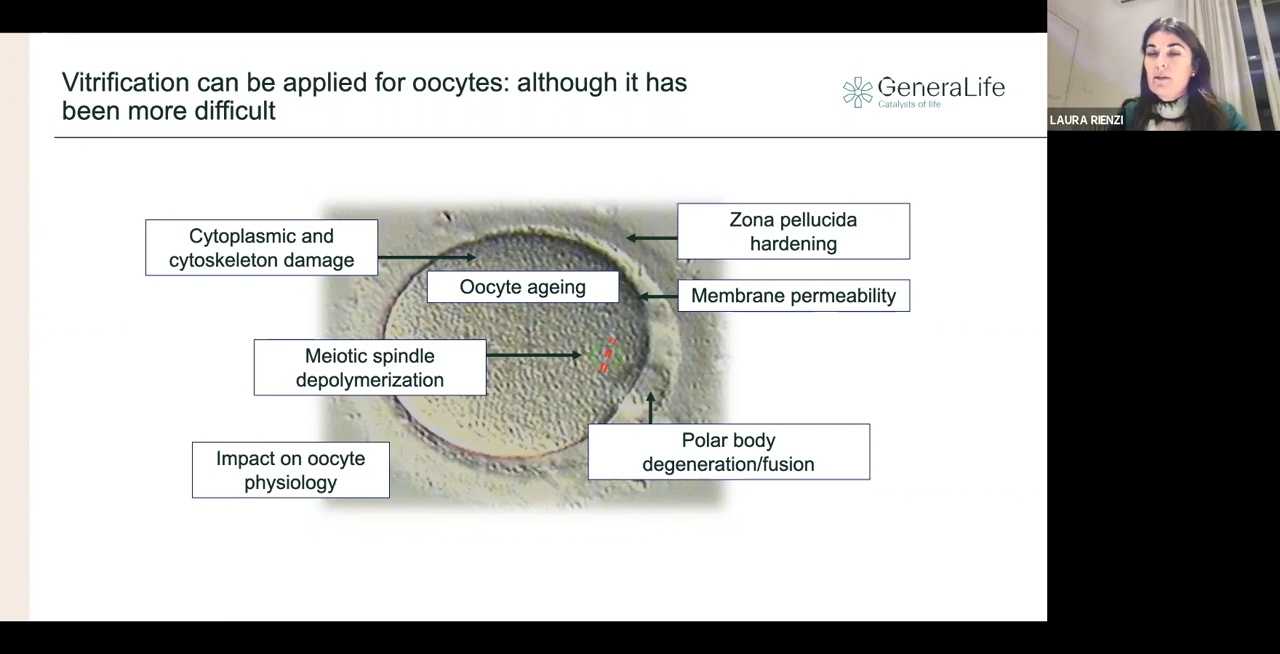 Vitrification can be applied for oocytes: although it has
been more difficult
GeneraLife
Catalysts of life
LAURA RIENZI
Cytoplasmic and
cytoskeleton damage
Zona pellucida
hardening
Oocyte ageing
Membrane permeability
Meiotic spindle
depolymerization
Polar body
degeneration/fusion
Impact on oocyte
physiology